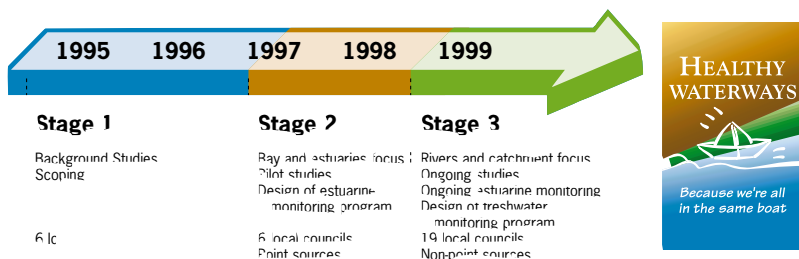 1995 1996 1997 1998 1999
Stage 1
Background Studies
Scoping
6
Stage 2
Bay and estuaries focus
Pilot studies
Design of estuarine
monitoring program
6 local councils
Point sources
Stage 3
Rivers and catchment focus
Ongoing studies
Ongoing estuarine monitoring
Design of freshwater
monitoring program
19 local councils
Non-point sources
HEALTHY
WATERWAYS
Because we're all
in the same boat